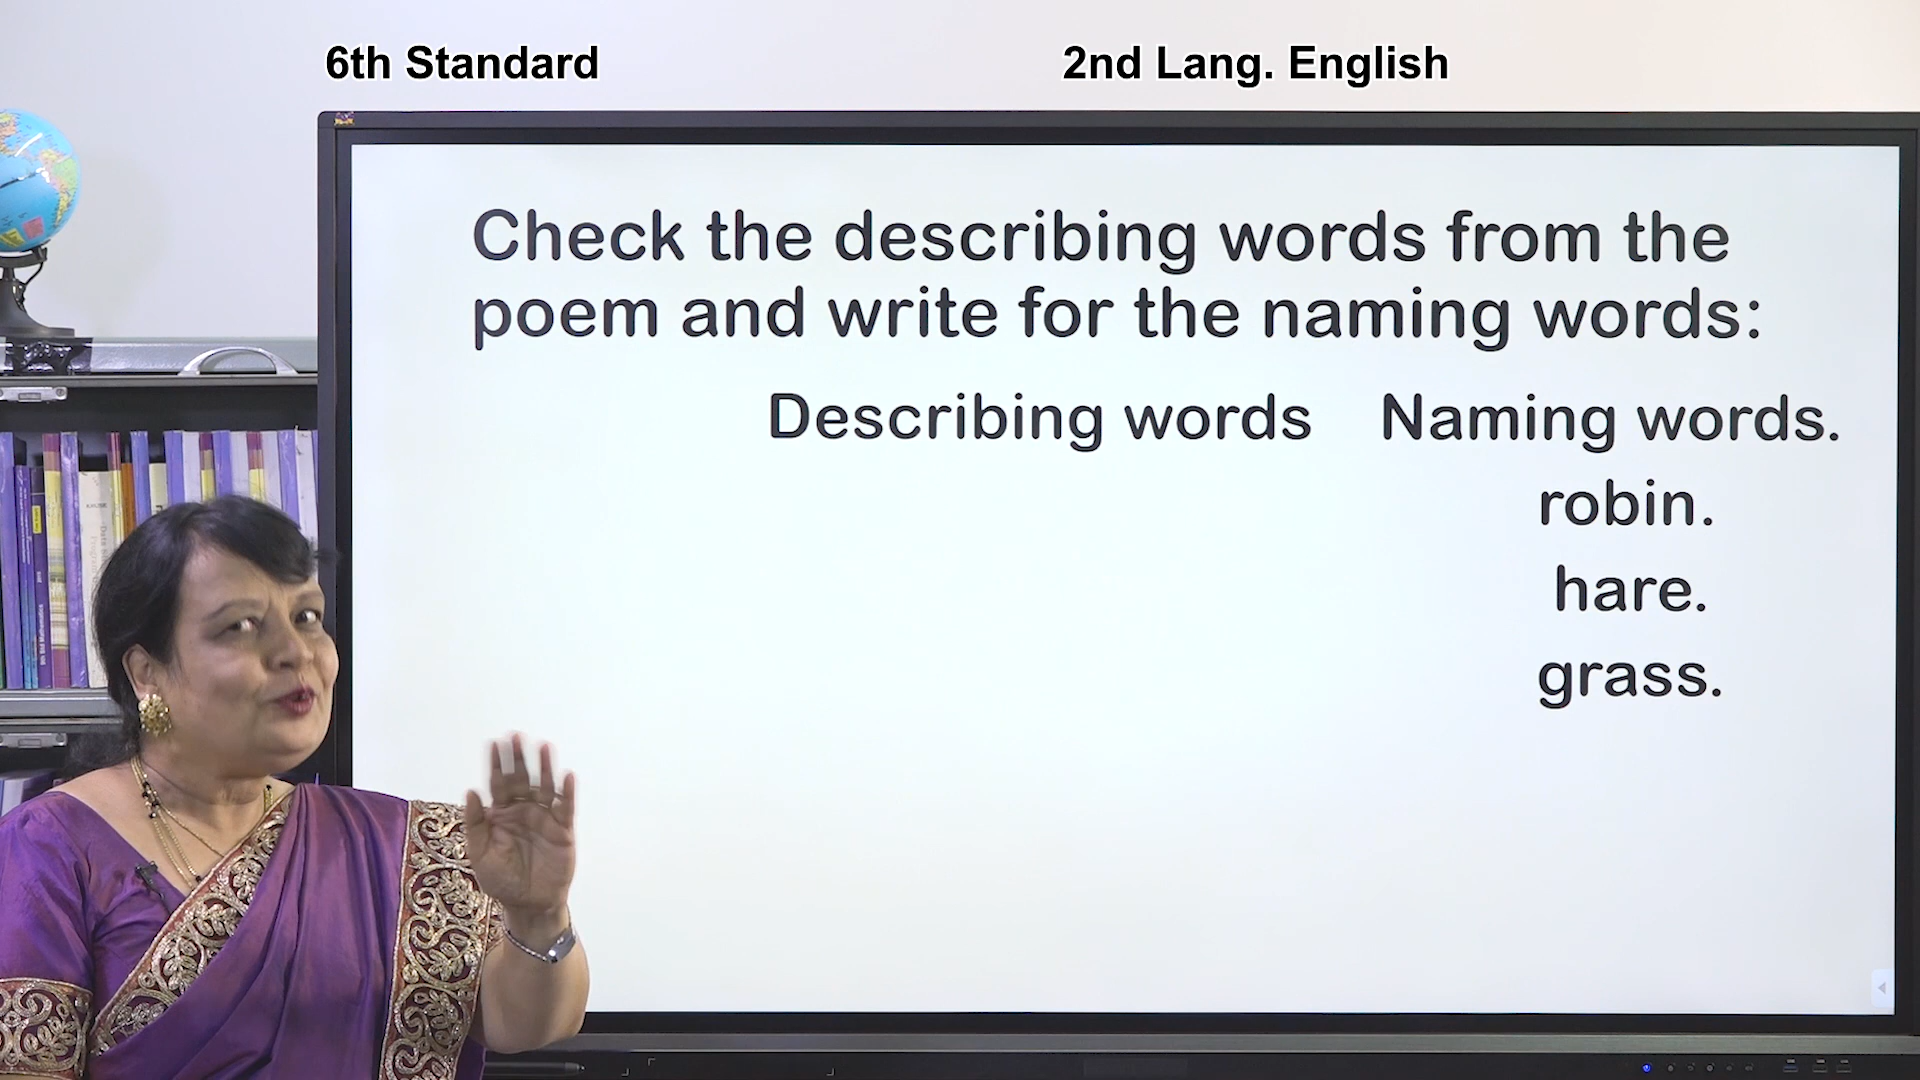 6th Standard
2nd Lang. English
Check the describing words from the
poem and write for the naming words:
Describing words
Naming words.
robin.
hare.
grass.